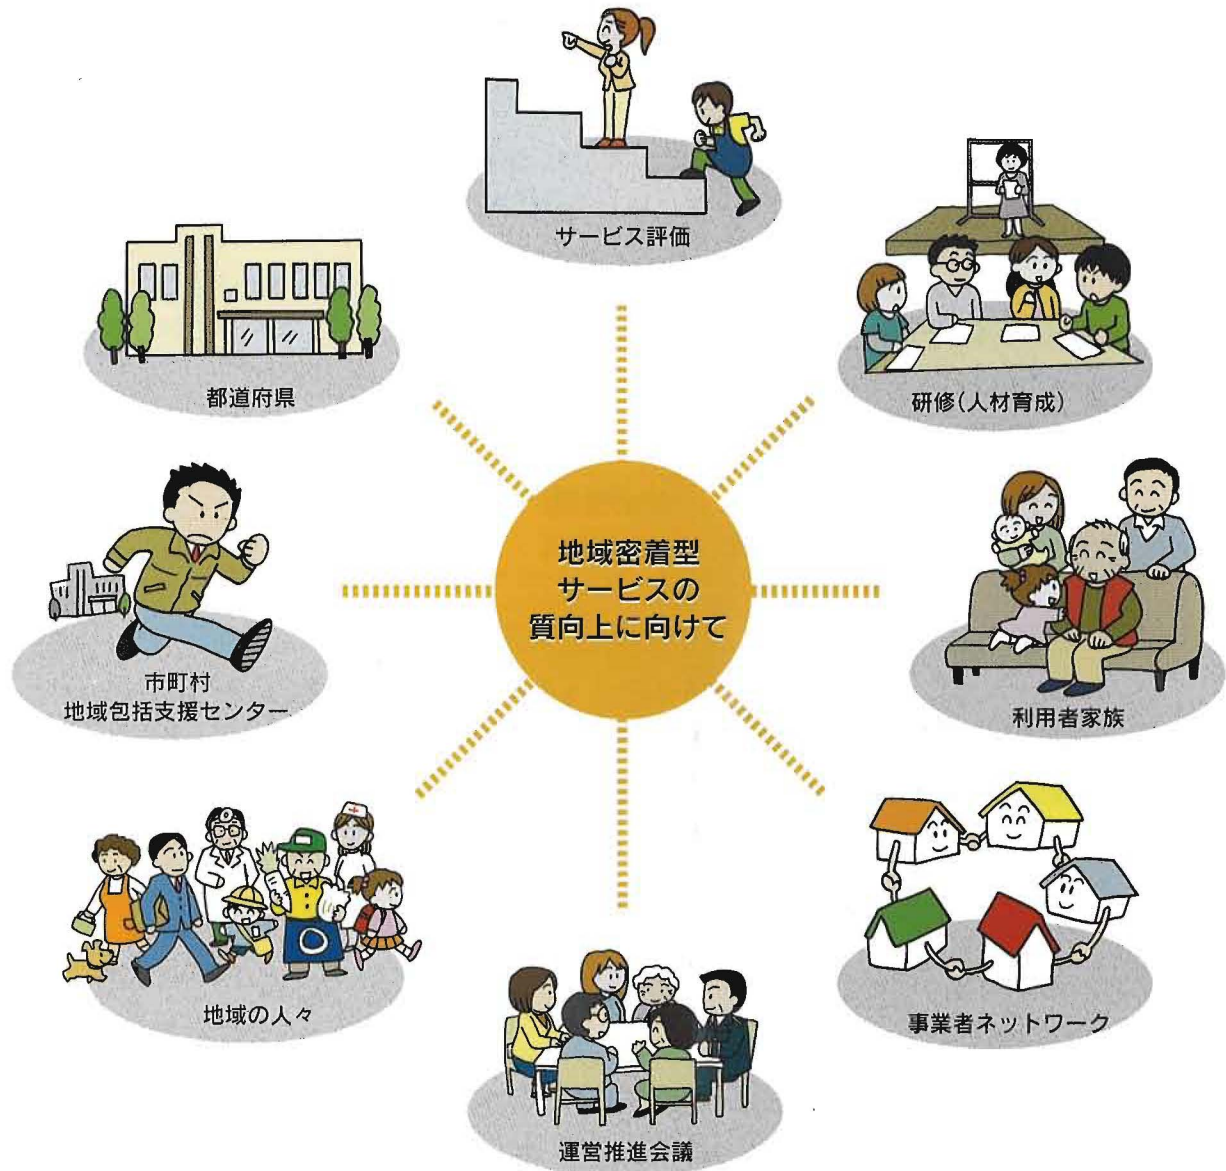 サービス評価
都道府県
研修(人材育成)
地域密着型
サービスの
質向上に向けて
市町村
地域包括支援センター
利用者家族
地域の人々
事業者ネットワーク
運営推進会議